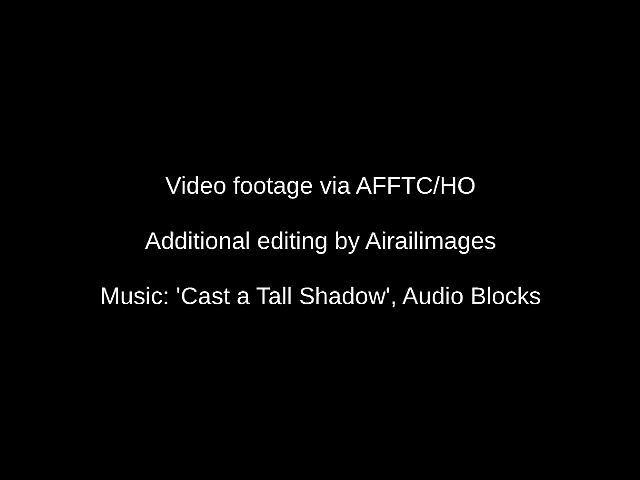 Video footage via AFFTC/HO
Additional editing by Airailimages
Music: 'Cast a Tall Shadow', Audio Blocks